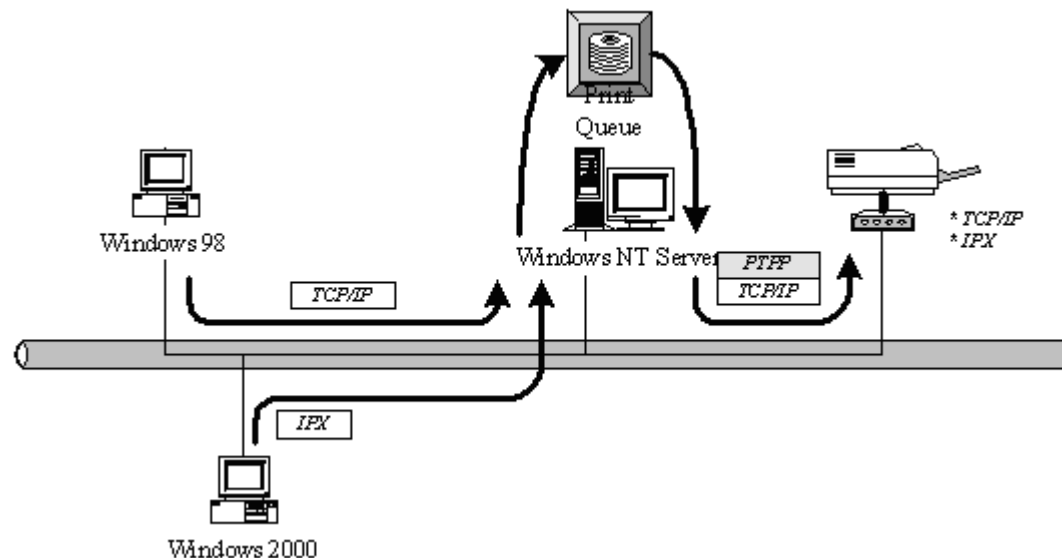 Print
Queue
Windows 98
Windows NT Server
* TCP/IP
* IPX
PTPP
TCP/IP
TCP/IP
IPX
Windows 2000